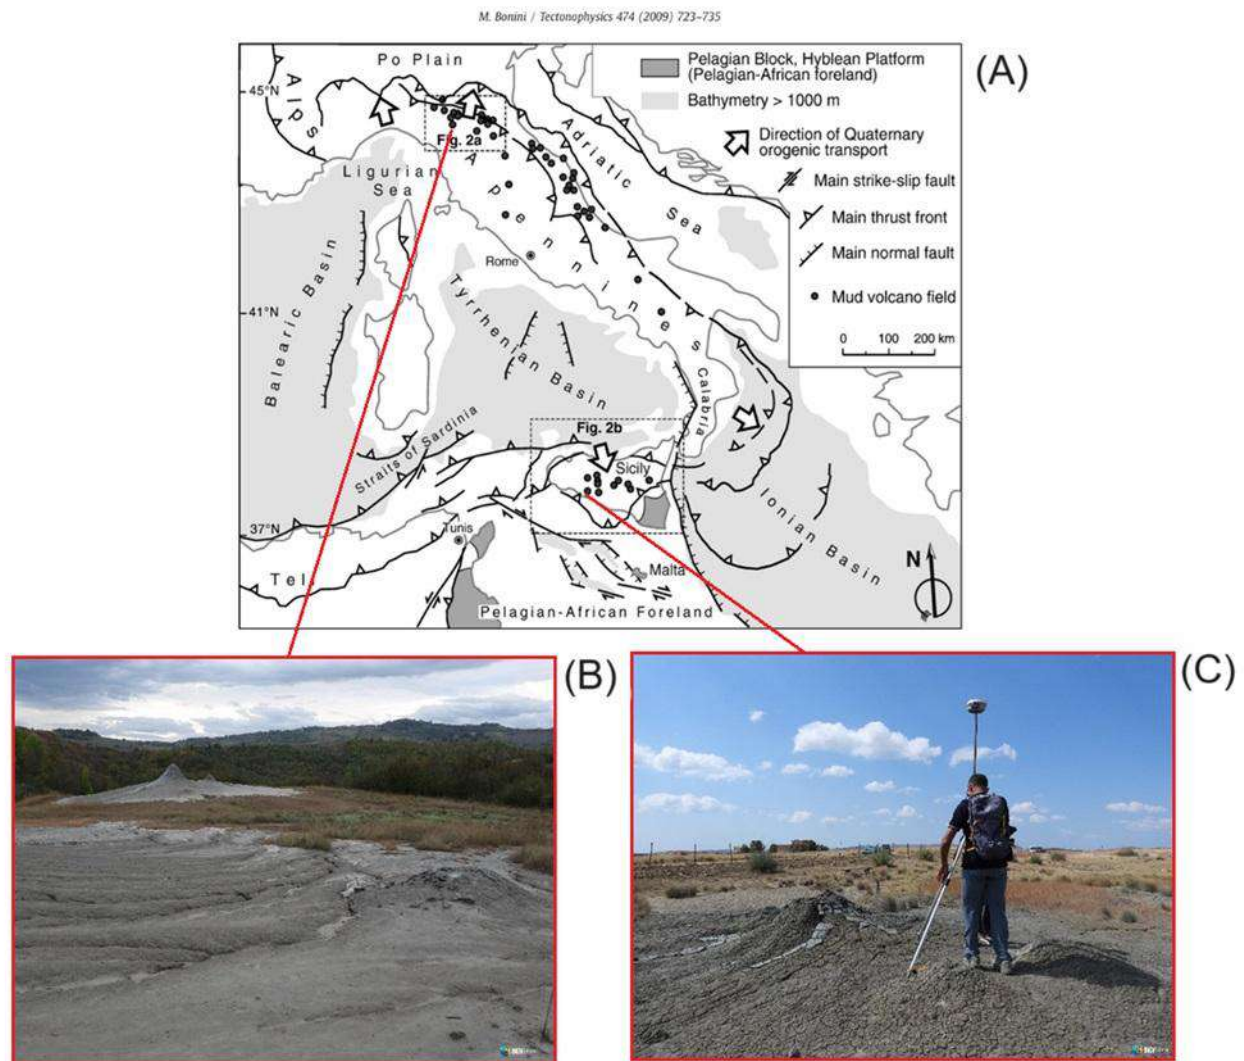 M. Bonini / Tectonophysics 474 (2009) 723–735
(A)
Po Plain
Pelagian Block, Hyblean Platform
(Pelagian-African foreland)
Bathymetry > 1000 m
Direction of Quaternary
orogenic transport
Main strike-slip fault
Main thrust front
Main normal fault
Mud volcano field
0 100 200 km
45°N
Alps
Fig. 2a
Adriatic Sea
Ligurian
Sea
Apennines
Rome
41°N
Balearic Basin
Tyrrhenian Basin
Calabria
Straits of Sardinia
Fig. 2b
Sicily
Ionian Basin
37°N
Tunis
Tel
Malta
N
Pelagian-African Foreland
(B)
(C)